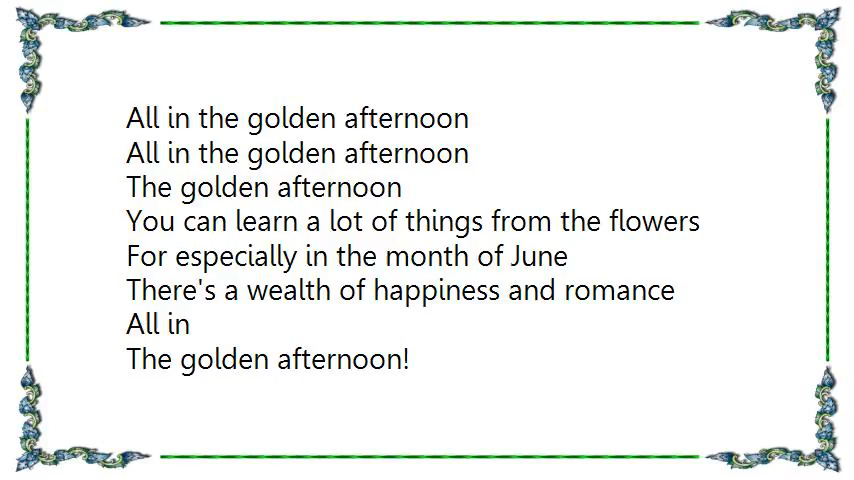 All in the golden afternoon
All in the golden afternoon
The golden afternoon
You can learn a lot of things from the flowers
For especially in the month of June
There's a wealth of happiness and romance
All in
The golden afternoon!